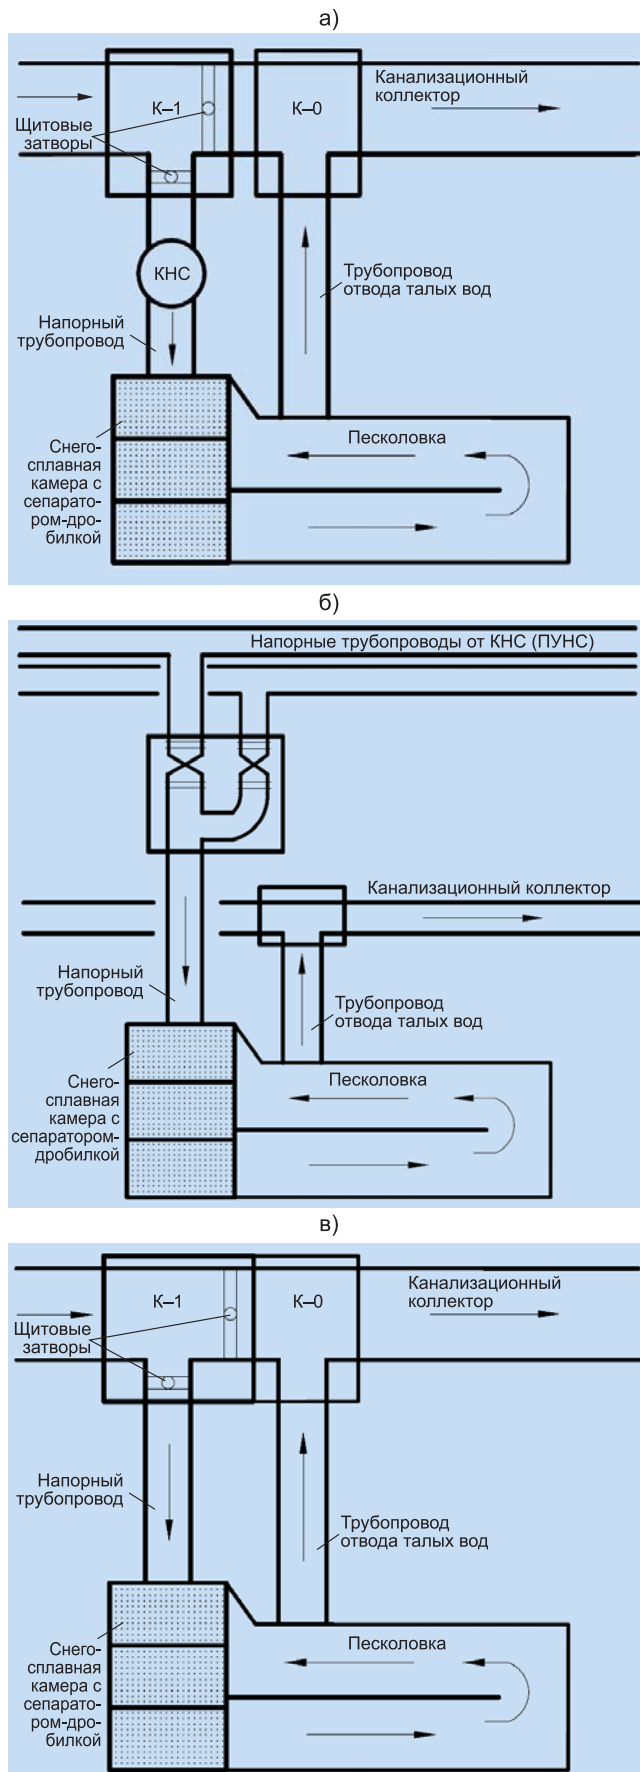 а)
Канализационный
коллектор
К–1
К–0
Щитовые
затворы
КНС
Трубопровод
отвода талых вод
Напорный
трубопровод
Песколовка
Снего-
сплавная
камера с
сепарато-
ром-дро-
билкой
б)
Напорные трубопроводы от КНС (ПУНС)
Канализационный коллектор
Напорный
трубопровод
Трубопровод
отвода талых вод
Песколовка
Снего-
сплавная
камера с
сепаратором-
дробилкой
в)
Канализационный
коллектор
К–1
К–0
Щитовые
затворы
Напорный
трубопровод
Трубопровод
отвода талых вод
Песколовка
Снего-
сплавная
камера с
сепарато-
ром-дро-
билкой